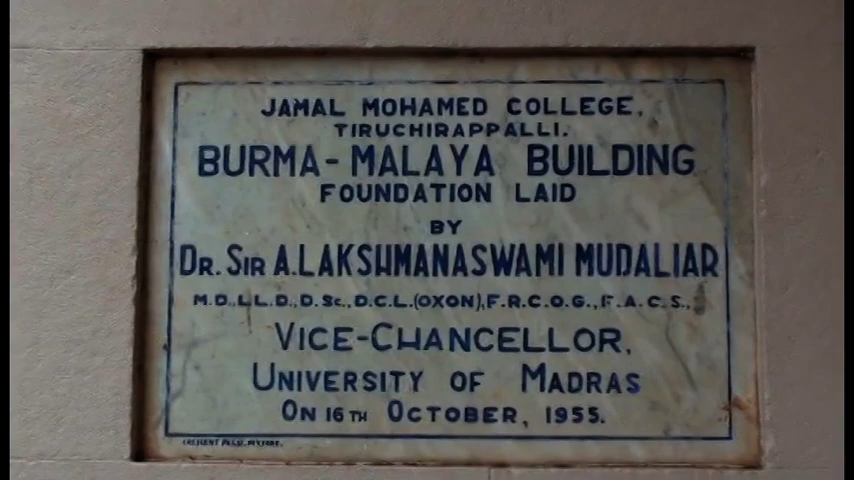 JAMAL MOHAMED COLLEGE,
TIRUCHIRAPPALLI.
BURMA-MALAYA BUILDING
FOUNDATION LAID
BY
DR. SIR A.LAKSHMANASWAMI MUDALIAR
M.D., LL.D., D.Sc., D.C.L.(OXON), F.R.C.O.G., F.A.C.S.,
VICE-CHANCELLOR,
UNIVERSITY OF MADRAS
ON 16TH OCTOBER, 1955.
CRESCENT